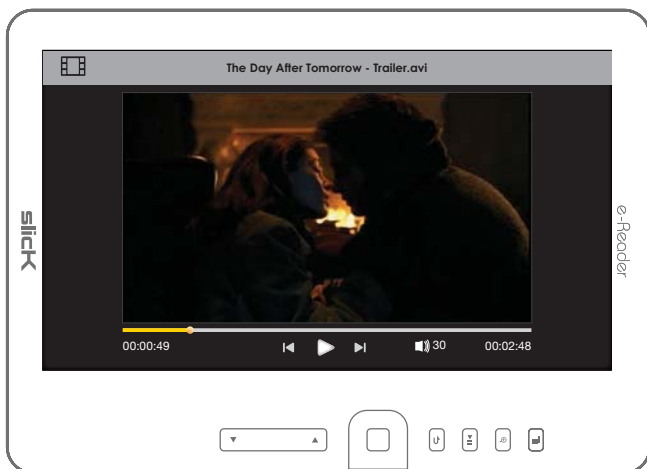 The Day After Tomorrow - Trailer.avi
slick
e-Reader
00:00:49
30
00:02:48